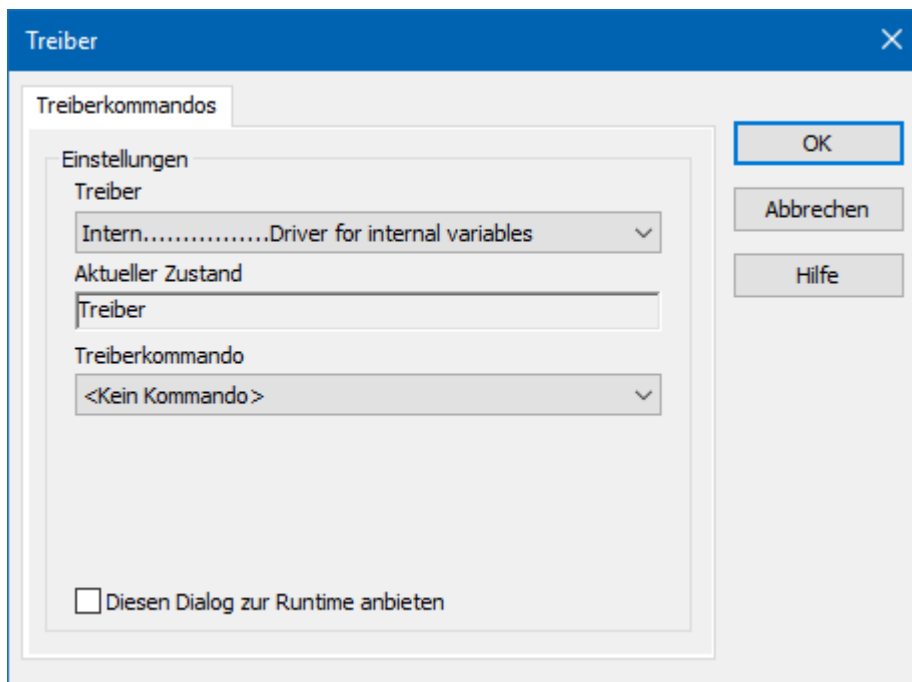 Treiber
Treiberkommandos
Einstellungen
Treiber
Intern................Driver for internal variables
Aktueller Zustand
Treiber
Treiberkommando
<Kein Kommando>
Diesen Dialog zur Runtime anbieten
OK
Abbrechen
Hilfe